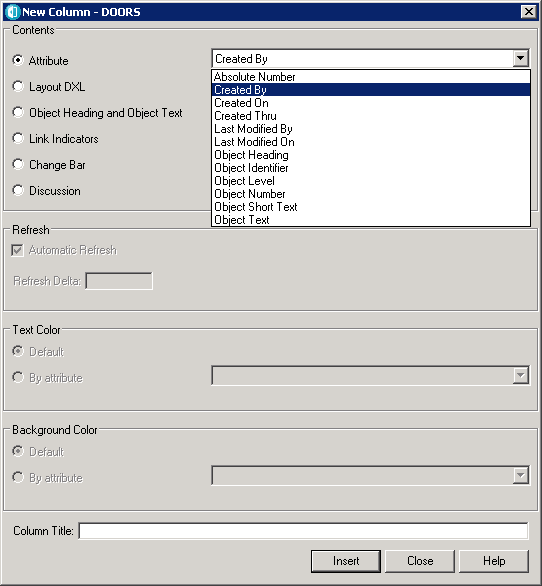 New Column - DOORS
Contents
Attribute
Created By
Layout DXL
Object Heading and Object Text
Link Indicators
Change Bar
Discussion
Absolute Number
Created By
Created On
Created Thru
Last Modified By
Last Modified On
Object Heading
Object Identifier
Object Level
Object Number
Object Short Text
Object Text
Refresh
Automatic Refresh
Refresh Delta:
Text Color
Default
By attribute
Background Color
Default
By attribute
Column Title:
Insert
Close
Help